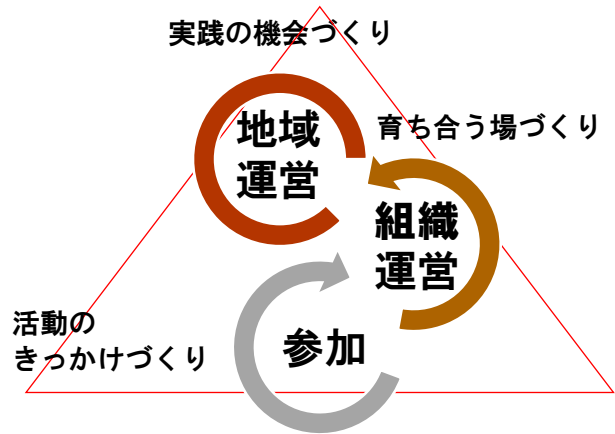 実践の機会づくり
地域
運営
育ち合う場づくり
組織
運営
活動の
きっかけづくり
参加